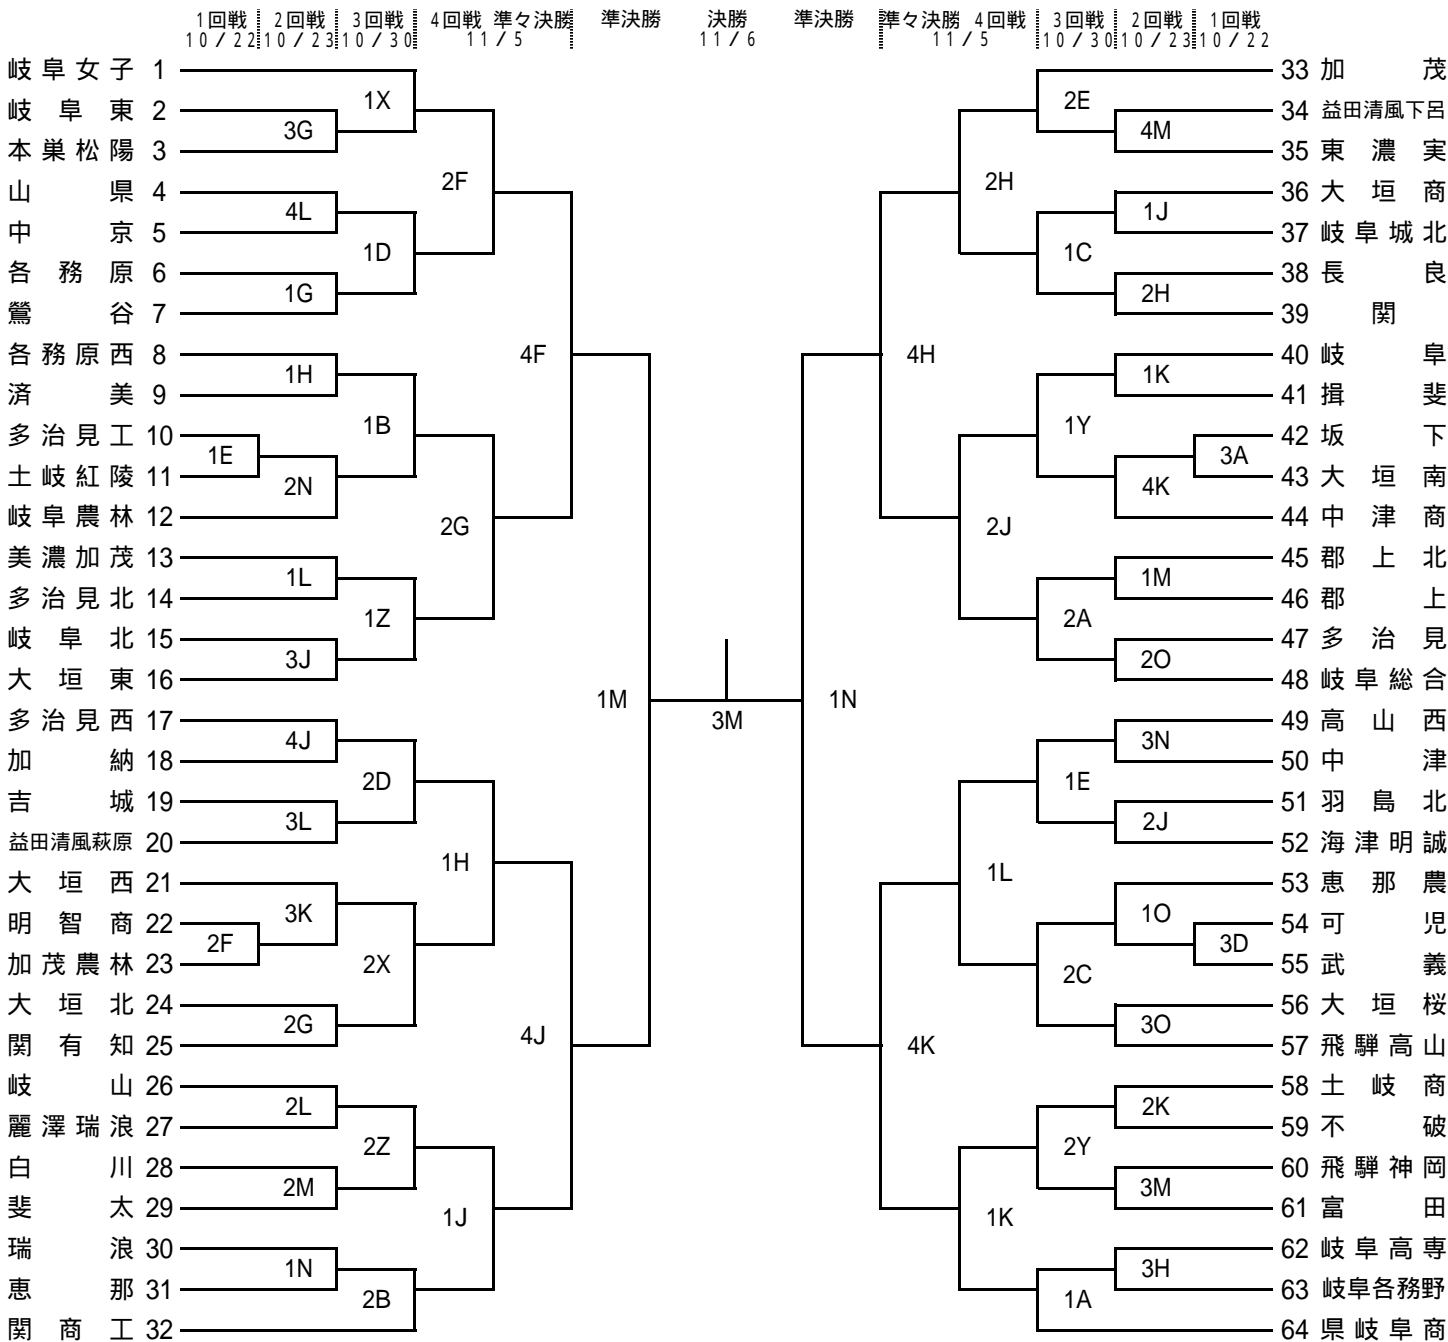 1回戦 2回戦 3回戦 4回戦 準々決勝 準決勝 決勝 準決勝 準々決勝 4回戦 3回戦 2回戦 1回戦
10/22 10/23 10/30 11/5 11/6 11/5 10/30 10/23 10/22
岐阜女子 1
岐阜東 2
本巣松陽 3
山県 4
中京 5
各務原 6
鶯谷 7
各務原西 8
済美 9
多治見工 10
土岐紅陵 11
岐阜農林 12
美濃加茂 13
多治見北 14
岐阜北 15
大垣東 16
多治見西 17
加納 18
吉城 19
益田清風萩原 20
大垣西 21
明智商 22
加茂農林 23
大垣北 24
関有知 25
岐山 26
麗澤瑞浪 27
白川 28
斐太 29
瑞浪 30
恵那 31
関商工 32
1E
2F
3G
4L
1G
1H
2N
1L
3J
4J
3L
3K
2G
2L
2M
1N
1X
1D
1B
1Z
2D
2X
2Z
2B
2F
2G
1H
1J
4F
4J
1M
3M
1N
4H
4K
2H
2J
1L
1K
2E
1C
1Y
2A
1E
2C
2Y
1A
4M
1J
2H
1K
4K
1M
2O
3N
2J
1O
3O
2K
3M
3H
3A
3D
33 加茂
34 益田清風下呂
35 東濃実
36 大垣商
37 岐阜城北
38 長良
39 関
40 岐阜
41 揖斐
42 坂下
43 大垣南
44 中津商
45 郡上北
46 郡上
47 多治見
48 岐阜総合
49 高山西
50 中津
51 羽島北
52 海津明誠
53 恵那農
54 可児
55 武義
56 大垣桜
57 飛騨高山
58 土岐商
59 不破
60 飛騨神岡
61 富田
62 岐阜高専
63 岐阜各務野
64 県岐阜商